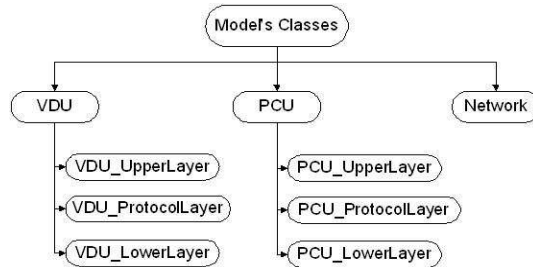 Model's Classes
VDU
PCU
Network
VDU_UpperLayer
PCU_UpperLayer
VDU_ProtocolLayer
PCU_ProtocolLayer
VDU_LowerLayer
PCU_LowerLayer